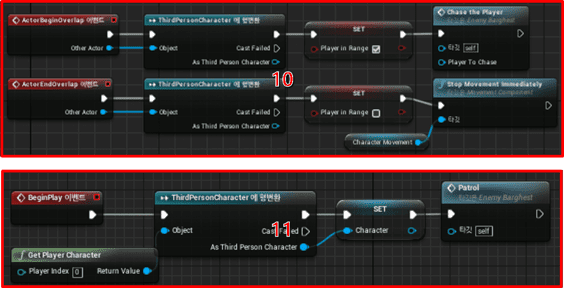 ActorBeginOverlap 이벤트
Other Actor
ThirdPersonCharacter 에 형변환
Object
Cast Failed
As Third Person Character
SET
Player in Range
Chase the Player
타깃은 Enemy Barghest
타깃 self
Player To Chase
10
ActorEndOverlap 이벤트
Other Actor
ThirdPersonCharacter 에 형변환
Object
Cast Failed
As Third Person Character
SET
Player in Range
Character Movement
Stop Movement Immediately
타깃은 Movement Component
타깃
BeginPlay 이벤트
Get Player Character
Player Index 0
Return Value
ThirdPersonCharacter 에 형변환
Object
Cast Failed
As Third Person Character
11
SET
Character
Patrol
타깃은 Enemy Barghest
타깃 self